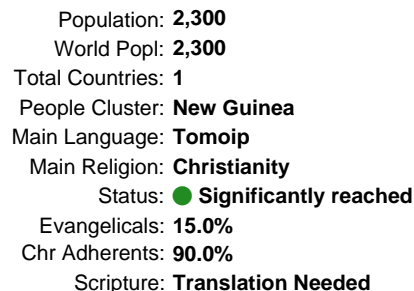 Population: 2,300
World Popl: 2,300
Total Countries: 1
People Cluster: New Guinea
Main Language: Tomoip
Main Religion: Christianity
Status: Significantly reached
Evangelicals: 15.0%
Chr Adherents: 90.0%
Scripture: Translation Needed